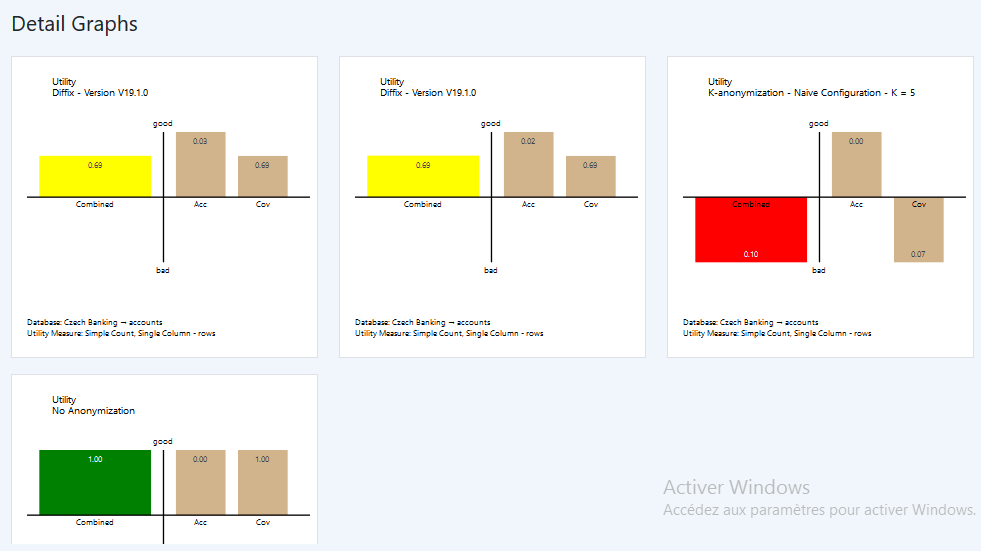 Detail Graphs
Utility
Diffix - Version V19.1.0
good
0.69
0.03
0.69
Combined
Acc
Cov
bad
Database: Czech Banking → accounts
Utility Measure: Simple Count, Single Column - rows
Utility
Diffix - Version V19.1.0
good
0.69
0.02
0.69
Combined
Acc
Cov
bad
Database: Czech Banking → accounts
Utility Measure: Simple Count, Single Column - rows
Utility
K-anonymization - Naive Configuration - K = 5
good
0.00
Combined
Acc
Cov
0.10
0.07
bad
Database: Czech Banking → accounts
Utility Measure: Simple Count, Single Column - rows
Utility
No Anonymization
good
1.00
0.00
1.00
Combined
Acc
Cov
Activer Windows
Accédez aux paramètres pour activer Windows.